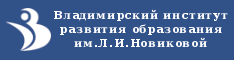 Владимирский институт
развития образования
им.Л.И.Новиковой